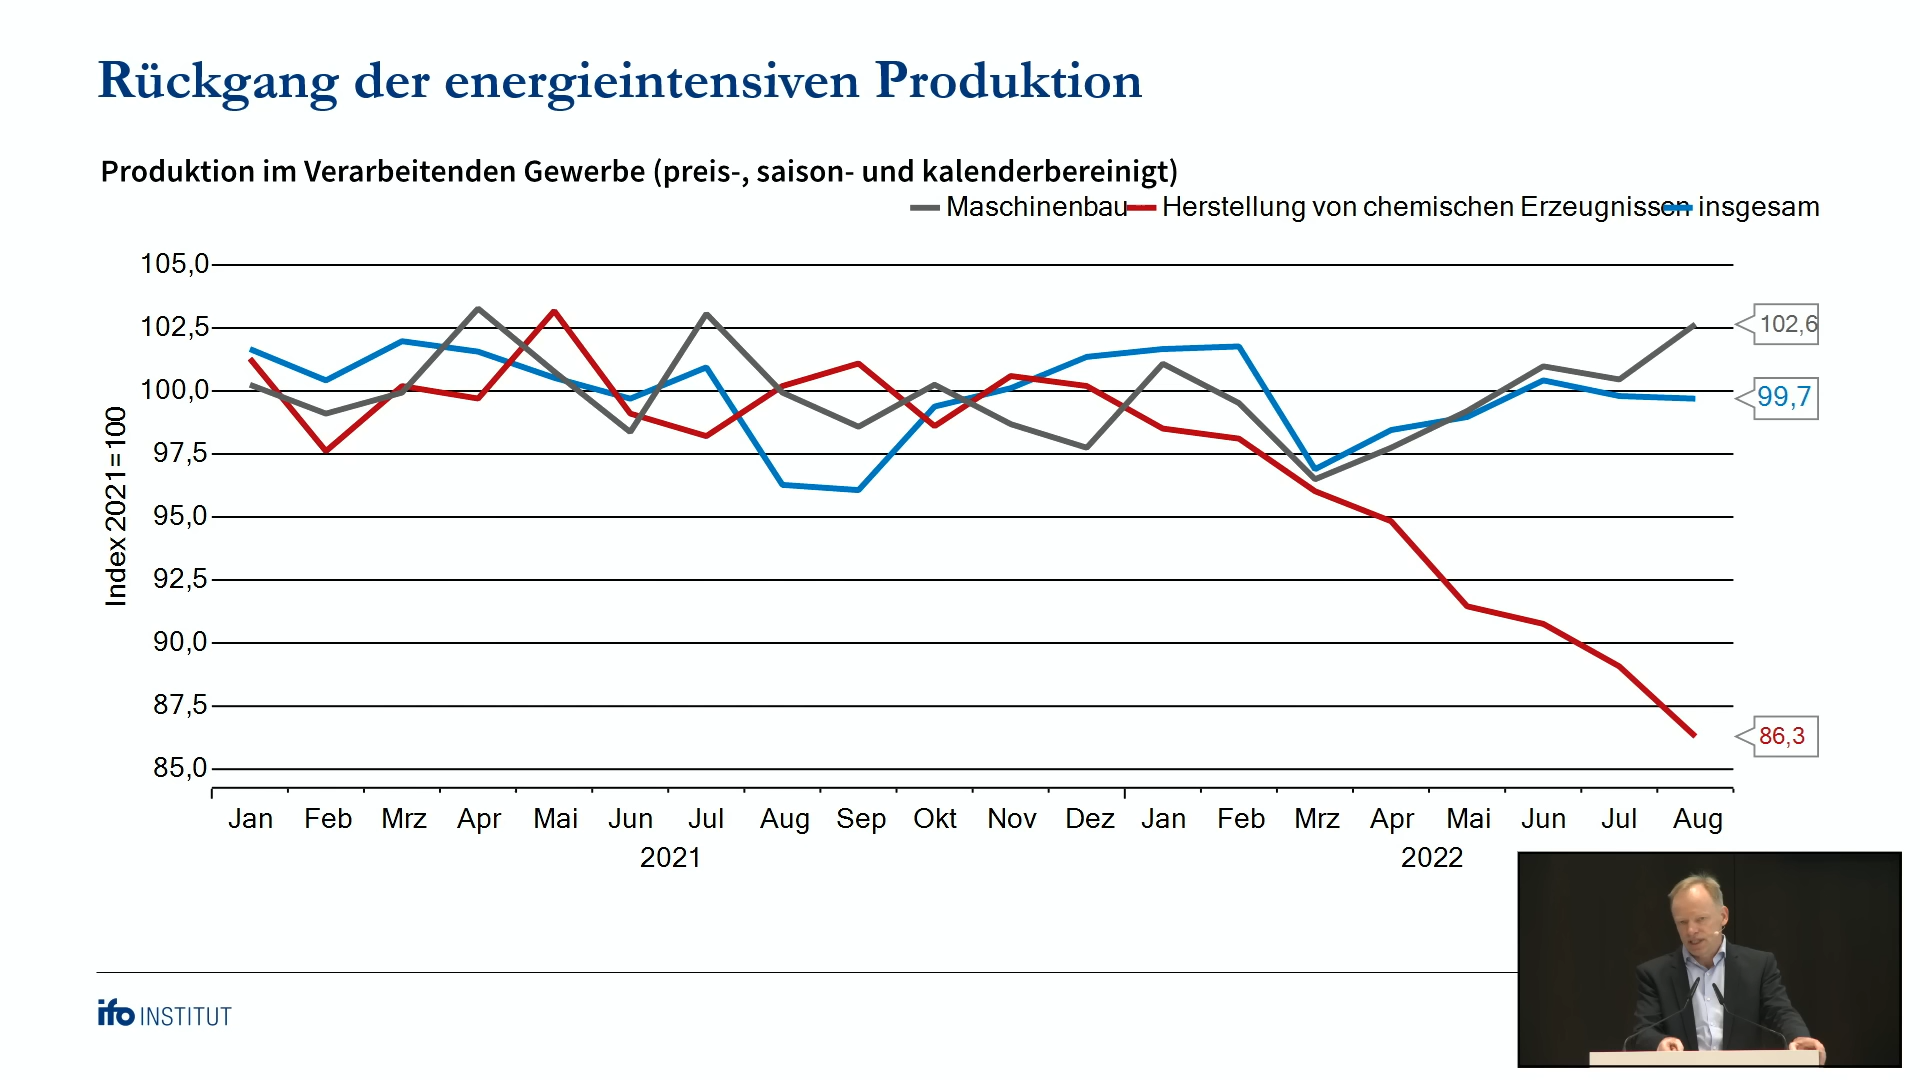 Rückgang der energieintensiven Produktion
Produktion im Verarbeitenden Gewerbe (preis-, saison- und kalenderbereinigt)
Maschinenbau Herstellung von chemischen Erzeugnissen insgesam
105,0
102,5
100,0
97,5
95,0
92,5
90,0
87,5
85,0
Index 2021=100
102,6
99,7
86,3
Jan Feb Mrz Apr Mai Jun Jul Aug Sep Okt Nov Dez Jan Feb Mrz Apr Mai Jun Jul Aug
2021 2022
ifo INSTITUT